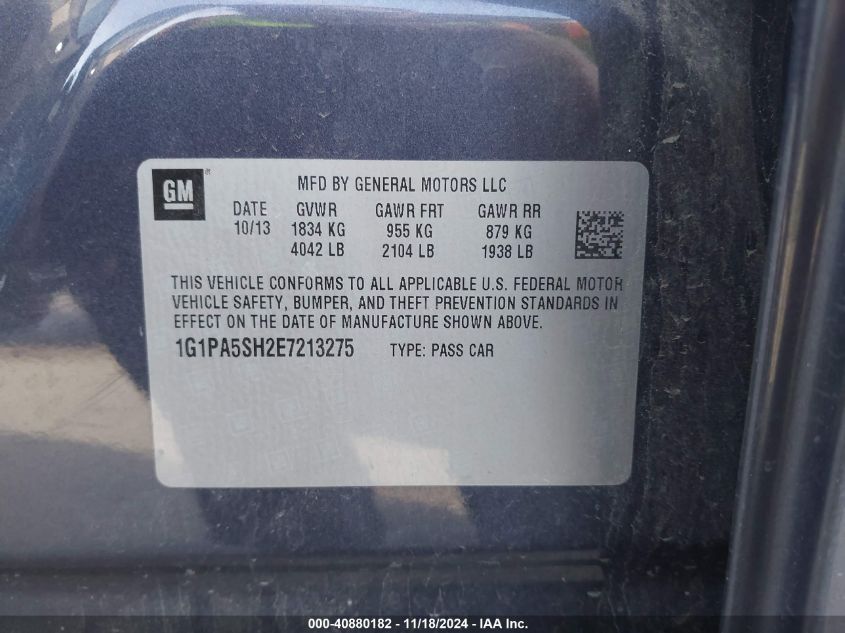 GM ®
MFD BY GENERAL MOTORS LLC
DATE GVWR GAWR FRT GAWR RR
10/13 1834 KG 955 KG 879 KG
4042 LB 2104 LB 1938 LB
THIS VEHICLE CONFORMS TO ALL APPLICABLE U.S. FEDERAL MOTOR
VEHICLE SAFETY, BUMPER, AND THEFT PREVENTION STANDARDS IN
EFFECT ON THE DATE OF MANUFACTURE SHOWN ABOVE.
1G1PA5SH2E7213275 TYPE: PASS CAR
000-40880182 - 11/18/2024 - IAA Inc.